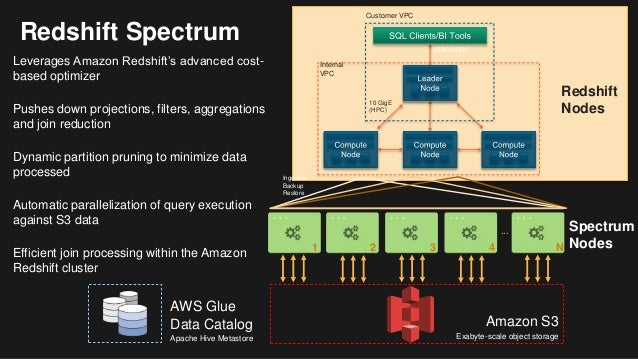 Redshift Spectrum
Leverages Amazon Redshift's advanced cost-
based optimizer
Pushes down projections, filters, aggregations
and join reduction
Dynamic partition pruning to minimize data
processed
Automatic parallelization of query execution
against S3 data
Efficient join processing within the Amazon
Redshift cluster
Customer VPC
SQL Clients/BI Tools
JDBC/ODBC
Internal
VPC
Leader
Node
10 GigE
(HPC)
Redshift
Nodes
Compute
Node
Compute
Node
Compute
Node
Backup
Restore
1
2
3
4
...
N
Spectrum
Nodes
AWS Glue
Data Catalog
Apache Hive Metastore
Amazon S3
Exabyte-scale object storage